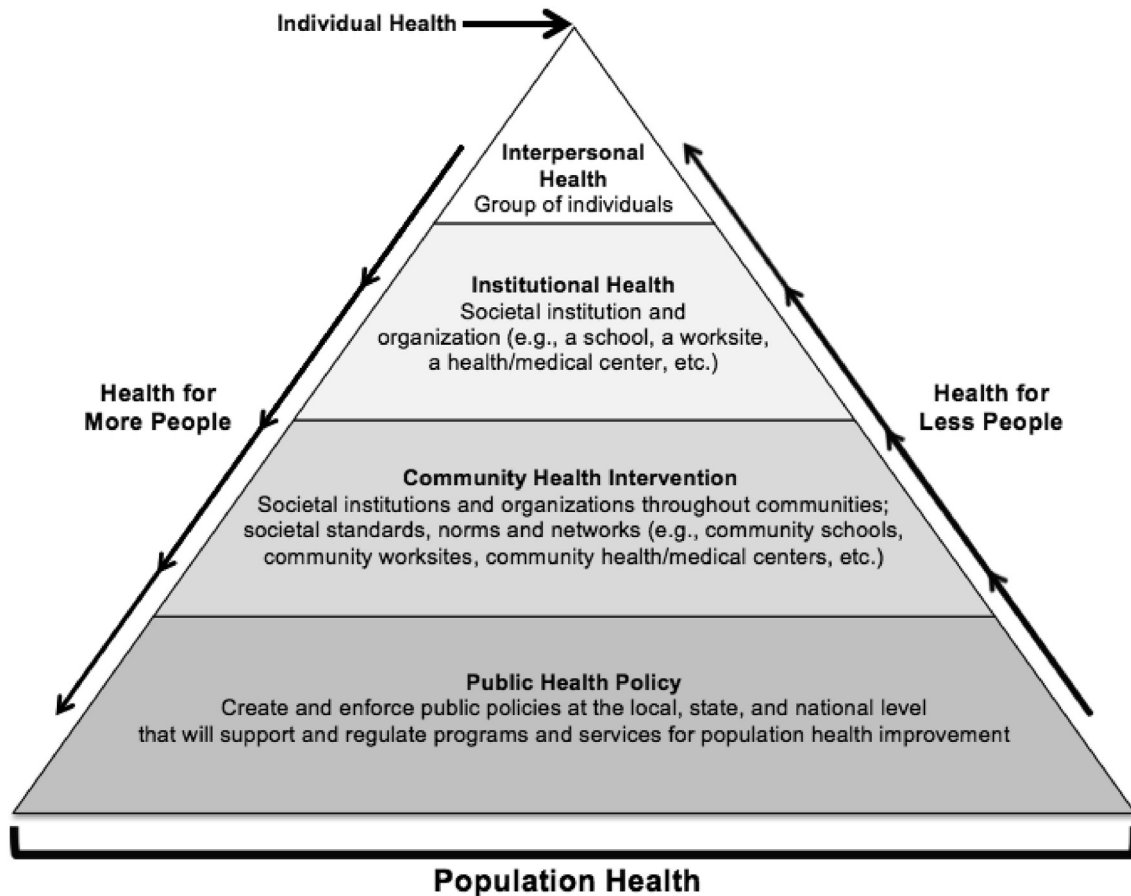 Individual Health
Interpersonal
Health
Group of individuals
Institutional Health
Societal institution and
organization (e.g., a school, a worksite,
a health/medical center, etc.)
Health for
More People
Health for
Less People
Community Health Intervention
Societal institutions and organizations throughout communities;
societal standards, norms and networks (e.g., community schools,
community worksites, community health/medical centers, etc.)
Public Health Policy
Create and enforce public policies at the local, state, and national level
that will support and regulate programs and services for population health improvement
Population Health